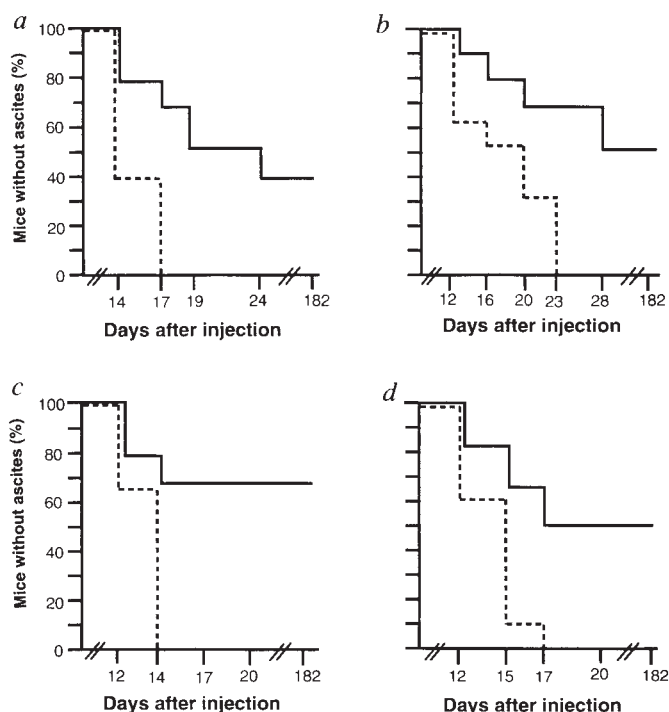 a
b
Mice without ascites (%)
100
80
60
40
20
0
14 17 19 24 182
Days after injection
12 16 20 23 28 182
Days after injection
c
d
Mice without ascites (%)
100
80
60
40
20
0
12 14 17 20 182
Days after injection
12 15 17 20 182
Days after injection